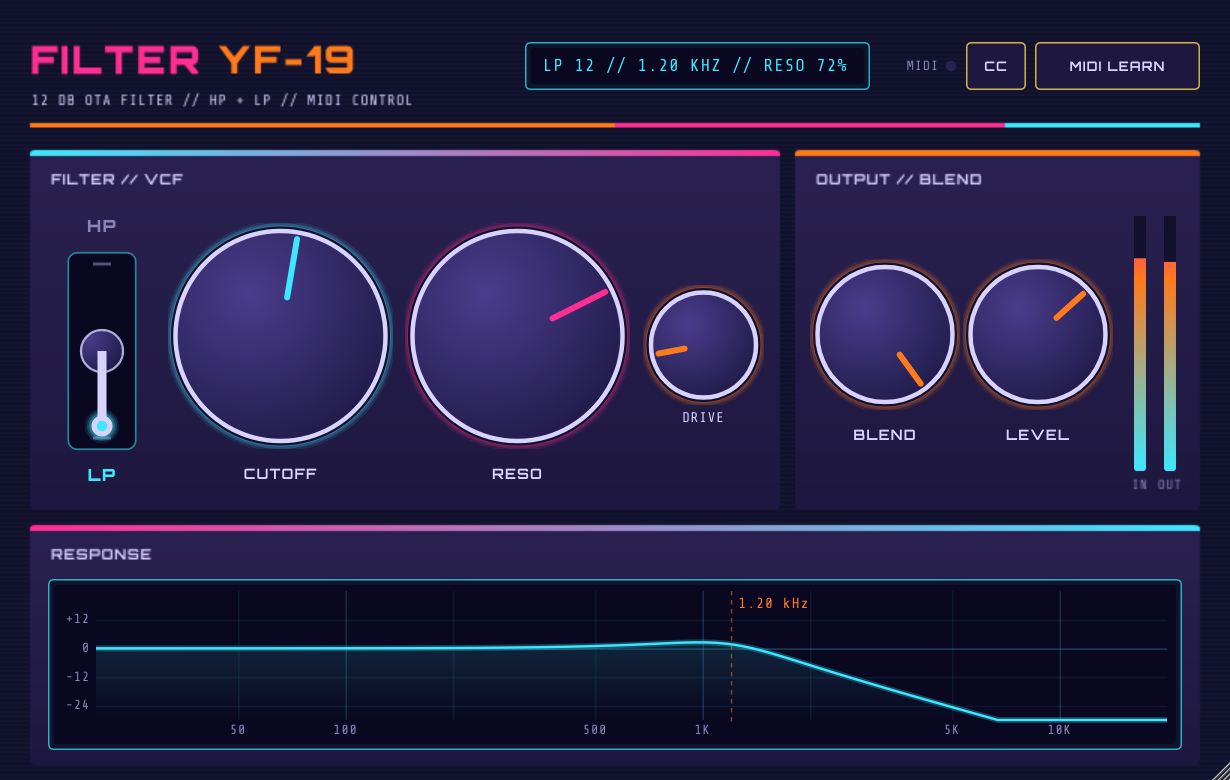 FILTER YF-19
12 DB OTA FILTER // HP + LP // MIDI CONTROL
LP 12 // 1.20 KHZ // RESO 72%
MIDI
CC
MIDI LEARN
FILTER // VCF
HP
LP
CUTOFF
RESO
DRIVE
OUTPUT // BLEND
BLEND
LEVEL
IN OUT
RESPONSE
1.20 kHz
+12
0
-12
-24
50 100 500 1K 5K 10K